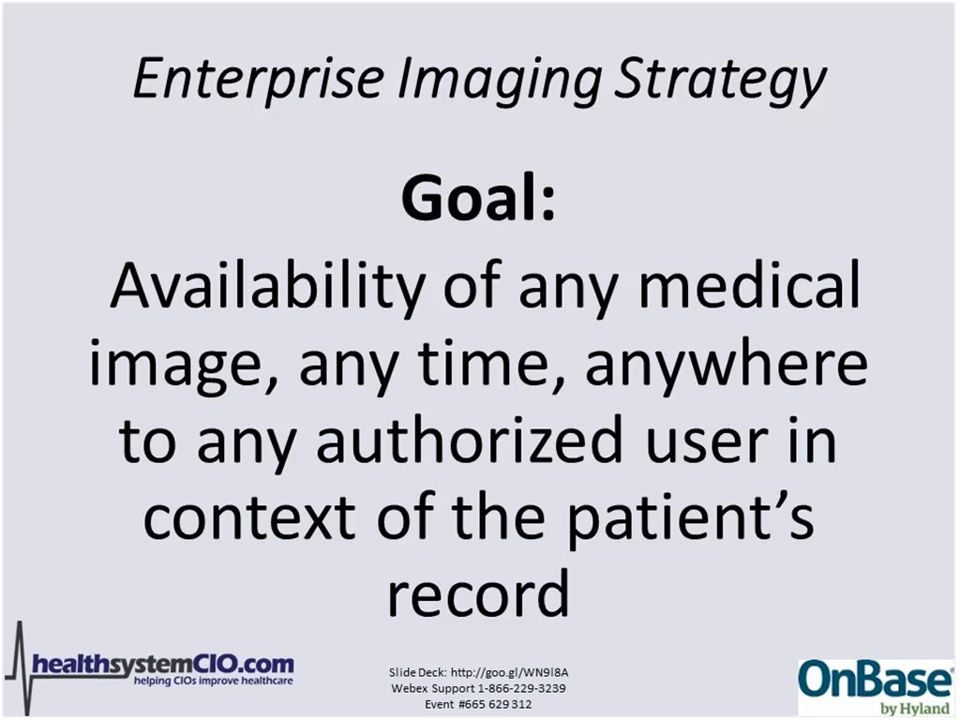 Enterprise Imaging Strategy
Goal:
Availability of any medical
image, any time, anywhere
to any authorized user in
context of the patient’s
record
healthsystemCIO.com
helping CIOs improve healthcare
Slide Deck: http://goo.gl/WN9l8A
Webex Support 1-866-229-3239
Event #665 629 312
OnBase®
by Hyland